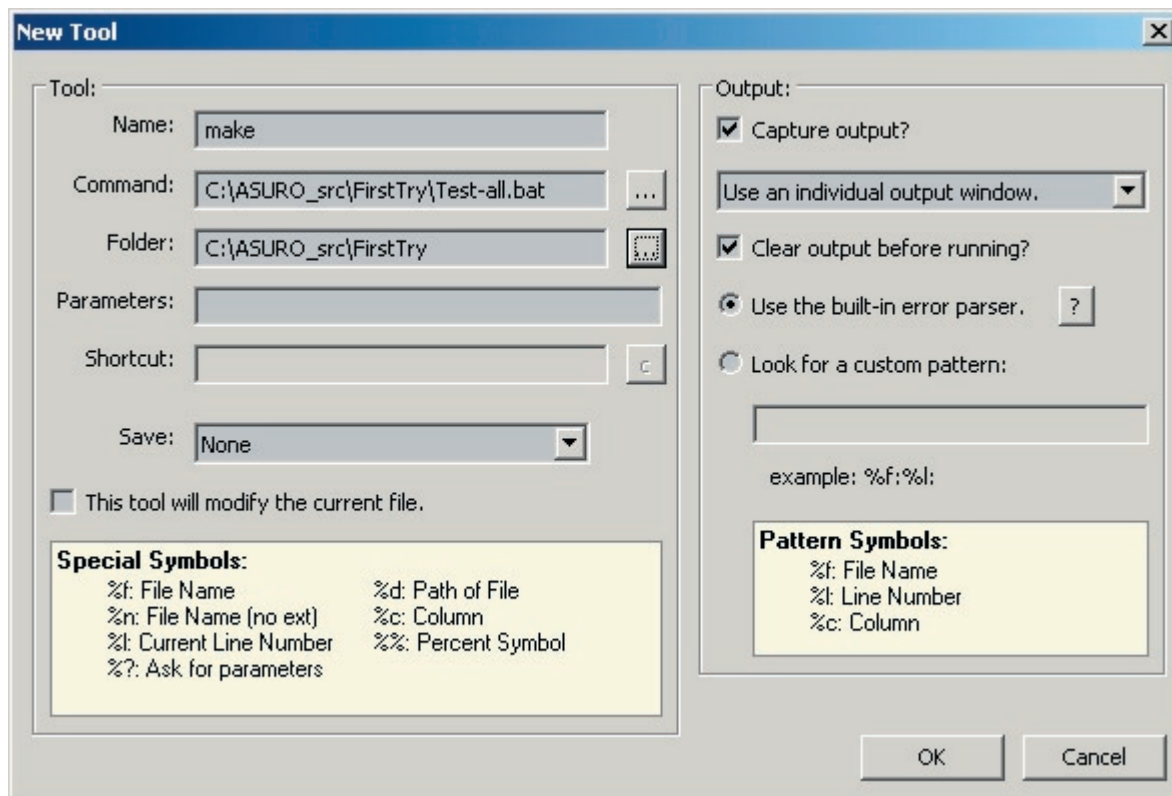 New Tool
Tool:
Name: make
Command: C:\ASURO_src\FirstTry\Test-all.bat ...
Folder: C:\ASURO_src\FirstTry ...
Parameters:
Shortcut: c
Save: None
This tool will modify the current file.
Special Symbols:
%f: File Name %d: Path of File
%n: File Name (no ext) %c: Column
%l: Current Line Number %%: Percent Symbol
%?: Ask for parameters
Output:
Capture output?
Use an individual output window.
Clear output before running?
Use the built-in error parser. ?
Look for a custom pattern:
example: %f:%l:
Pattern Symbols:
%f: File Name
%l: Line Number
%c: Column
OK Cancel